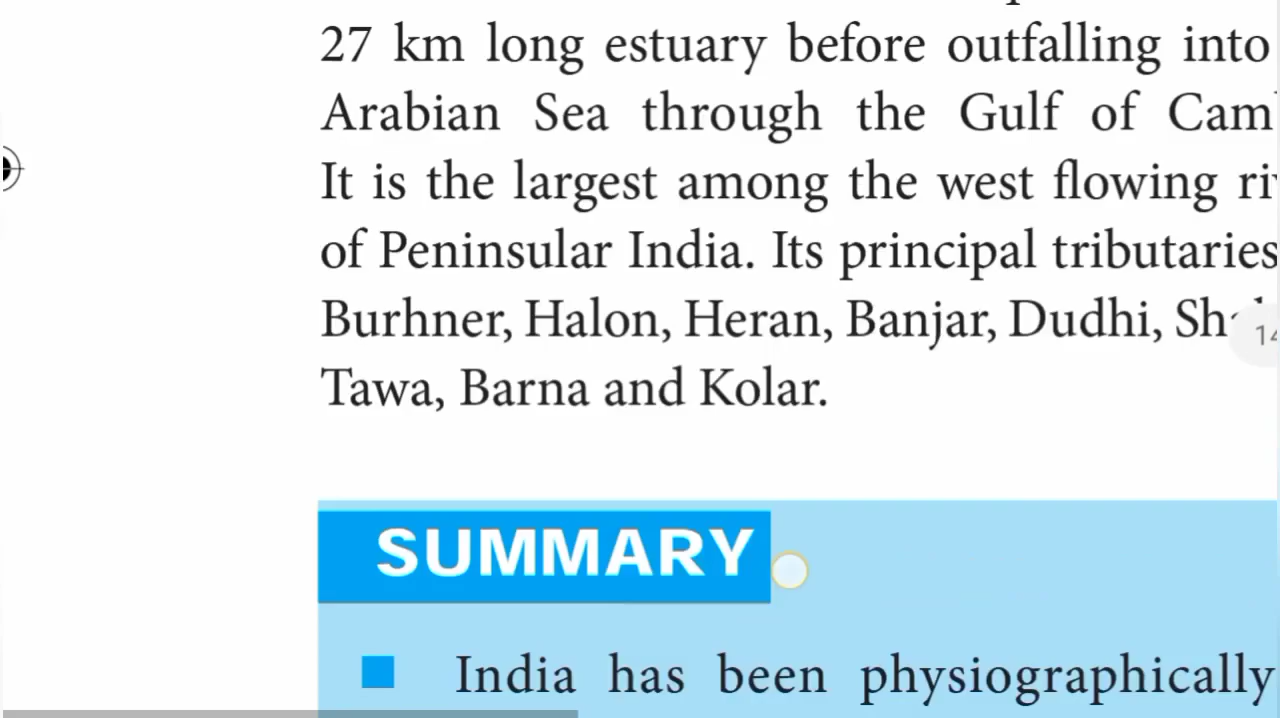 27 km long estuary before outfalling into
Arabian Sea through the Gulf of
It is the largest among the west flowing
of Peninsular India. Its principal tributaries
Burhner, Halon, Heran, Banjar, Dudhi,
Tawa, Barna and Kolar.
SUMMARY
India has been physiographically